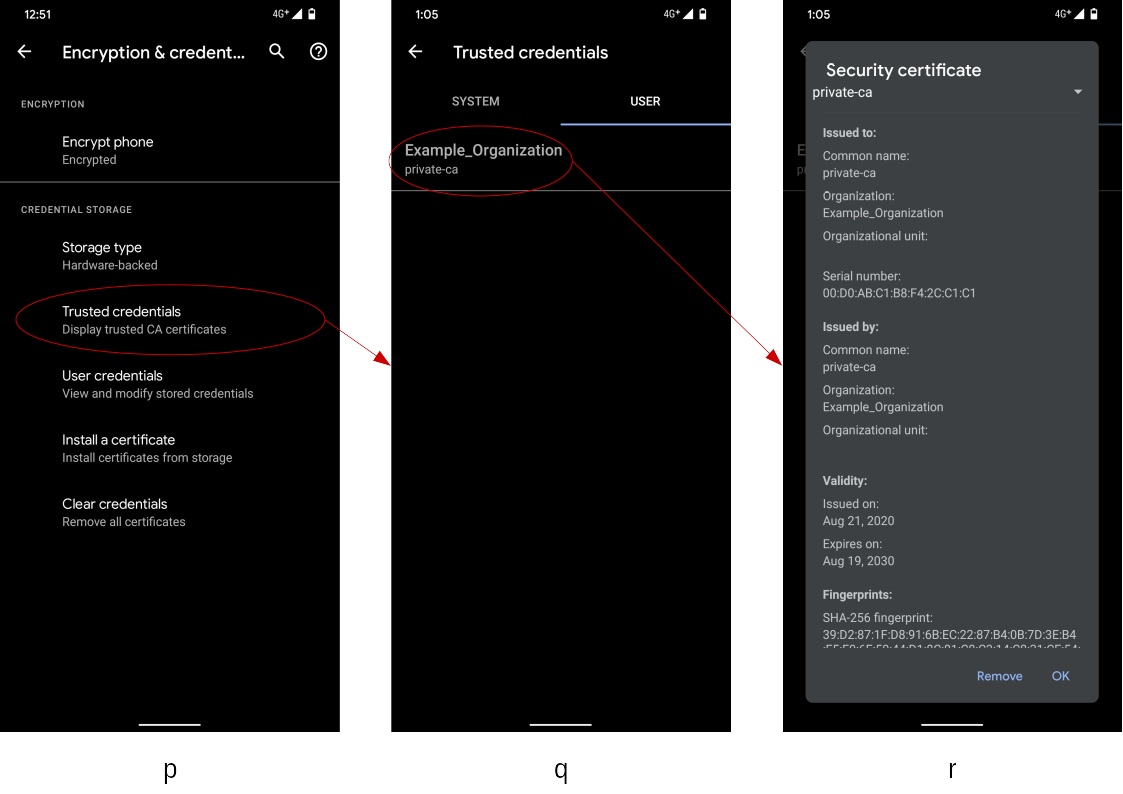 12:51
4G+
Encryption & credent...
ENCRYPTION
Encrypt phone
Encrypted
CREDENTIAL STORAGE
Storage type
Hardware-backed
Trusted credentials
Display trusted CA certificates
User credentials
View and modify stored credentials
Install a certificate
Install certificates from storage
Clear credentials
Remove all certificates
p
1:05
4G+
Trusted credentials
SYSTEM USER
Example_Organization
private-ca
q
1:05
4G+
Security certificate
private-ca
Issued to:
Common name:
private-ca
Organization:
Example_Organization
Organizational unit:
Serial number:
00:D0:AB:C1:B8:F4:2C:C1:C1
Issued by:
Common name:
private-ca
Organization:
Example_Organization
Organizational unit:
Validity:
Issued on:
Aug 21, 2020
Expires on:
Aug 19, 2030
Fingerprints:
SHA-256 fingerprint:
39:D2:87:1F:D8:91:6B:EC:22:87:B4:0B:7D:3E:B4
Remove OK
r